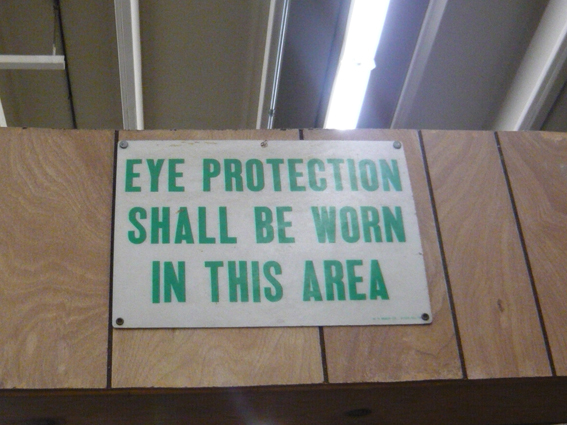 EYE PROTECTION
SHALL BE WORN
IN THIS AREA